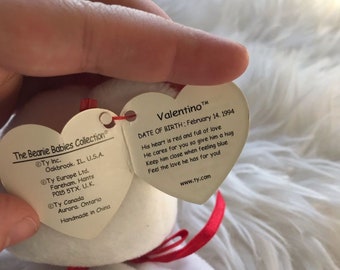 The Beanie Babies Collection®
©Ty Inc.
Oakbrook, IL. U.S.A.
©Ty Europe Ltd.
Fareham, Hants
PO15 5TX, U.K.
©Ty Canada
Aurora, Ontario
Handmade in China
Valentino™
DATE OF BIRTH : February 14, 1994
His heart is red and full of love
He cares for you so give him a hug
Keep him close when feeling blue
Feel the love he has for you!
www.ty.com